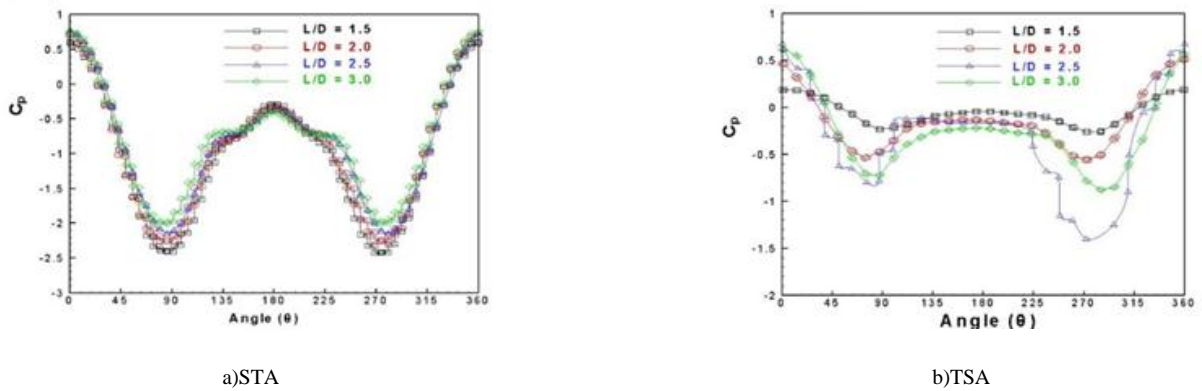 1
0.5
0
-0.5
-1
-1.5
-2
-2.5
-3
Cp
L/D = 1.5
L/D = 2.0
L/D = 2.5
L/D = 3.0
0 45 90 135 180 225 270 315 360
Angle (θ)
a)STA
1
0.5
0
-0.5
-1
-1.5
-2
Cp
L/D = 1.5
L/D = 2.0
L/D = 2.5
L/D = 3.0
0 45 90 135 180 225 270 315 360
Angle (θ)
b)TSA